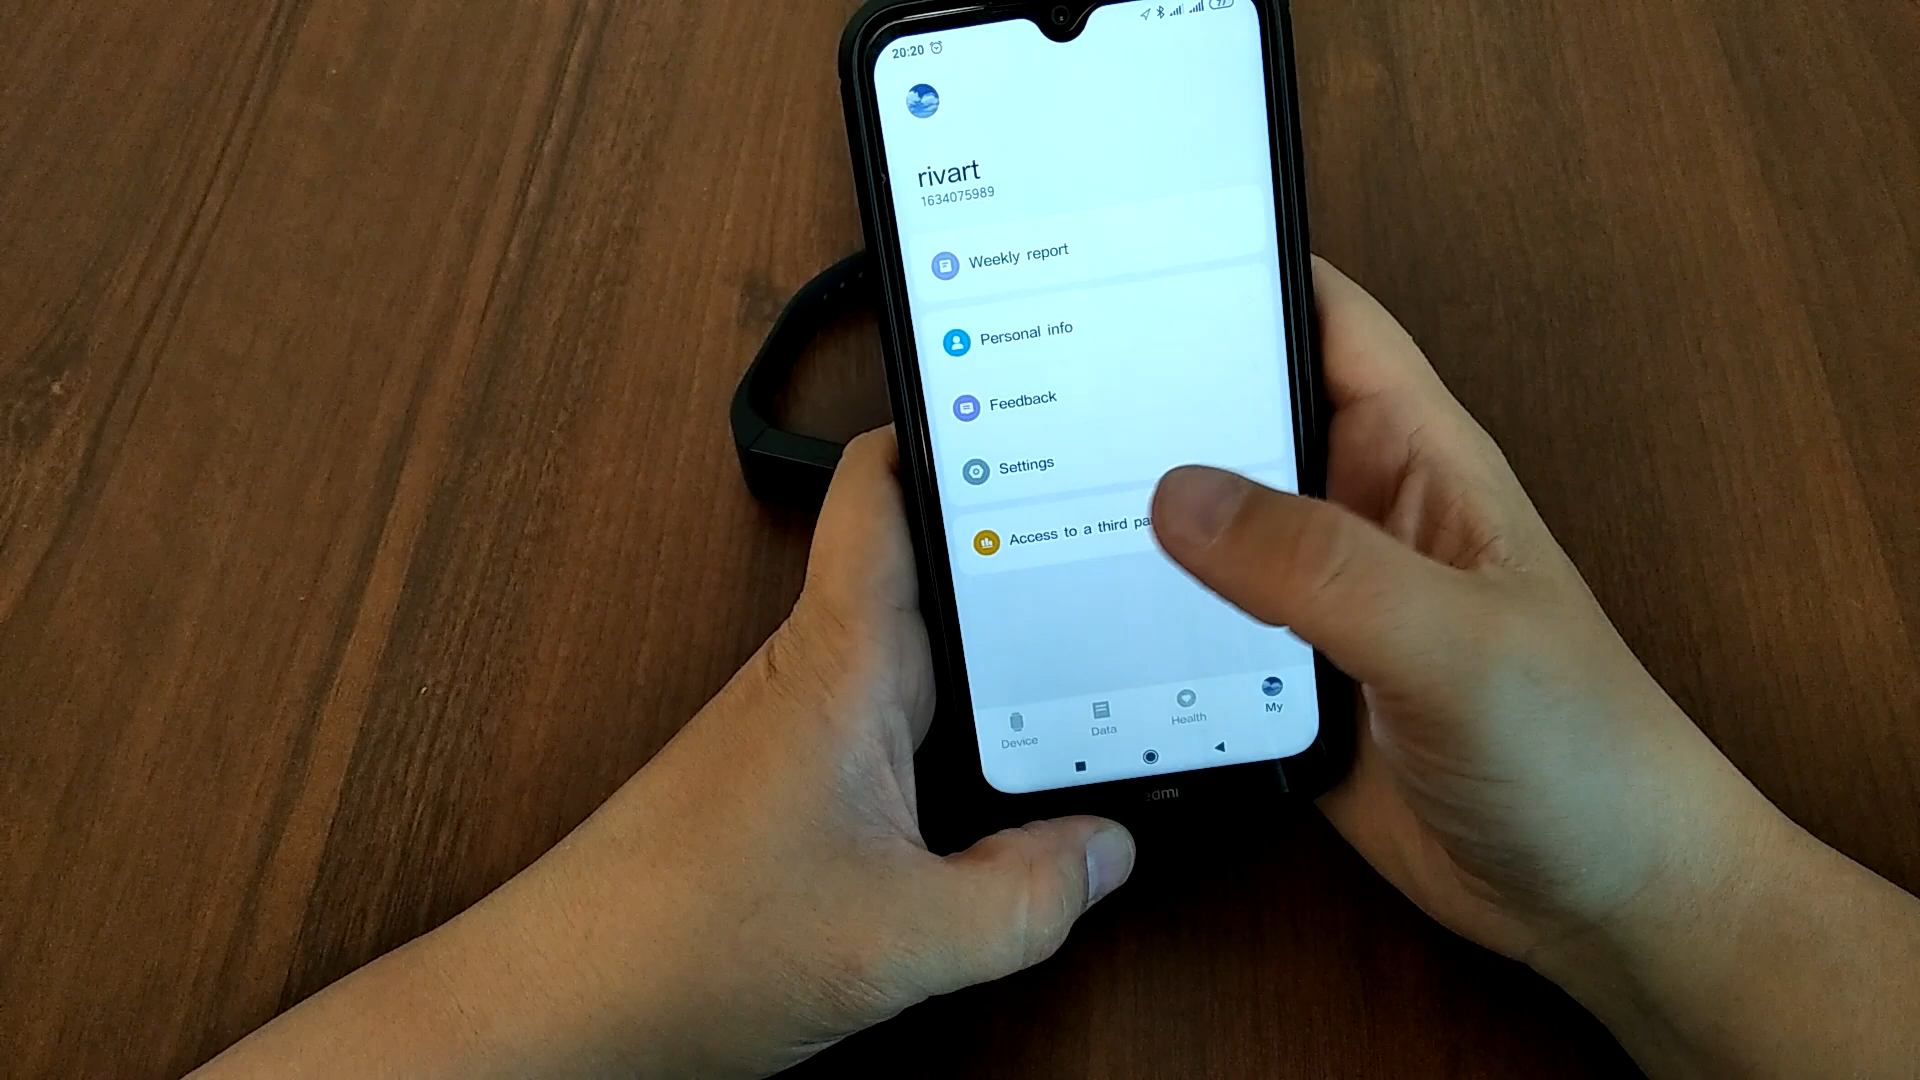 20:20
rivart
1634075989
Weekly report
Personal info
Feedback
Settings
Access to a third
Device
Data
Health
My